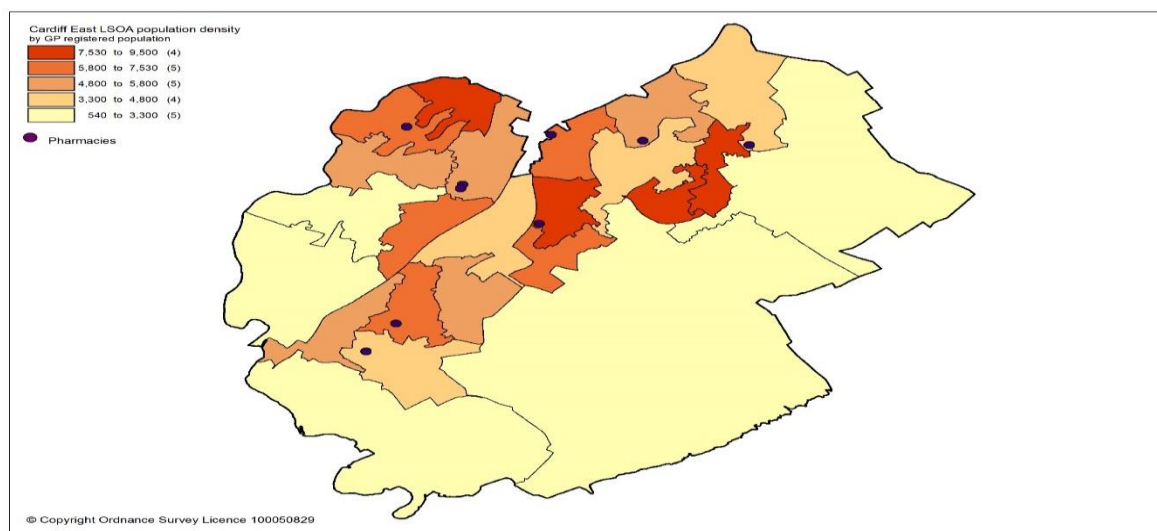 Cardiff East LSOA population density
by GP registered population
7,530 to 9,500 (4)
5,800 to 7,530 (5)
4,800 to 5,800 (5)
3,300 to 4,800 (4)
540 to 3,300 (5)
Pharmacies
© Copyright Ordnance Survey Licence 100050829